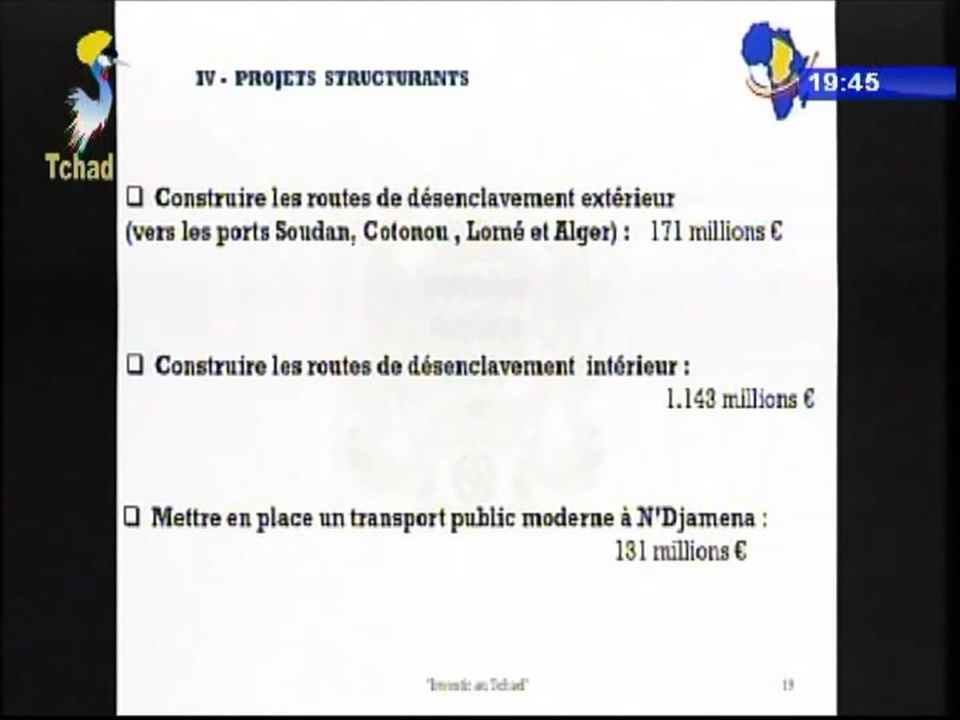 IV - PROJETS STRUCTURANTS
19:45
Tchad
❑ Construire les routes de désenclavement extérieur
(vers les ports Soudan, Cotonou , Lomé et Alger) : 171 millions €
❑ Construire les routes de désenclavement intérieur :
1.143 millions €
❑ Mettre en place un transport public moderne à N'Djamena :
131 millions €
"Investir au Tchad"
19